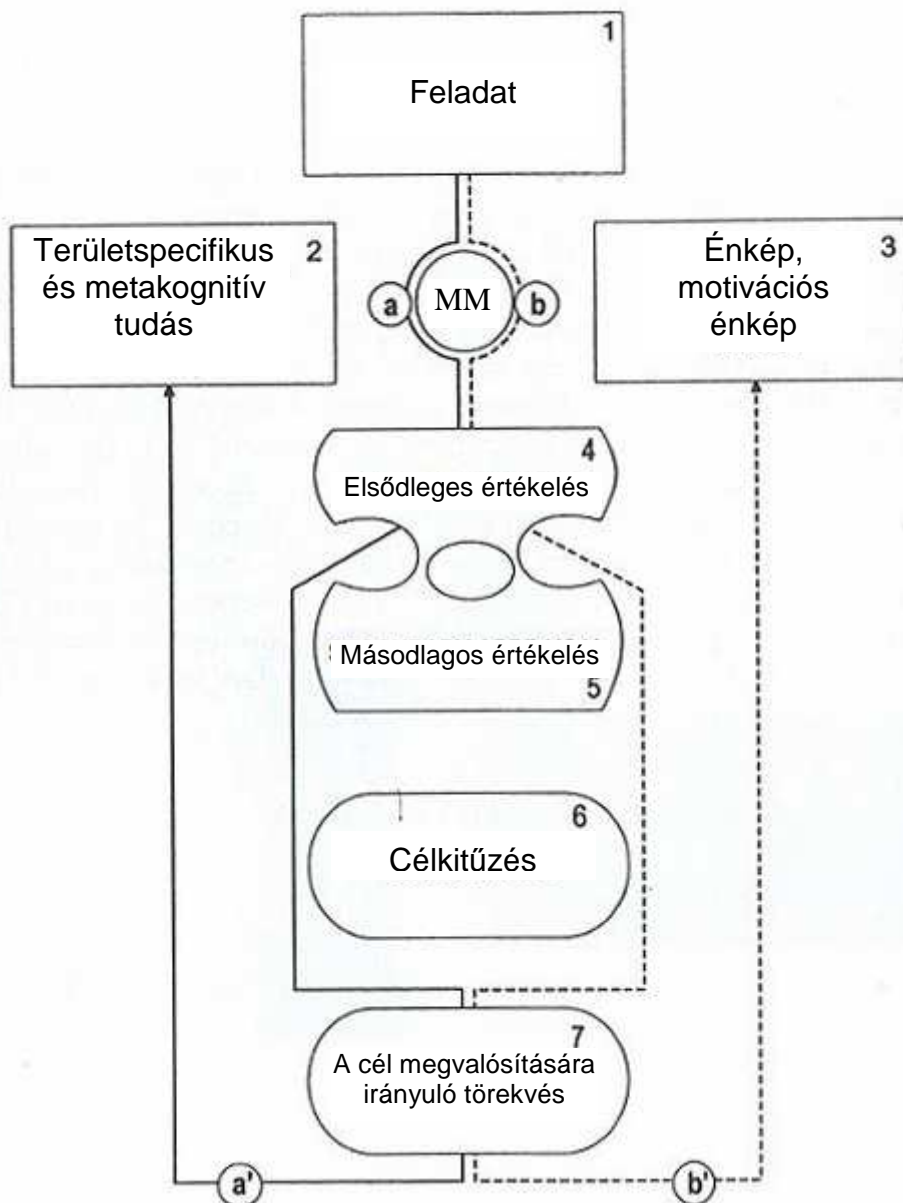 1
Feladat
Területspecifikus 2
és metakognitív
tudás
Énkép, 3
motivációs
énkép
a MM b
4
Elsődleges értékelés
Másodlagos értékelés
5
6
Célkitűzés
7
A cél megvalósítására
irányuló törekvés
a'
b'